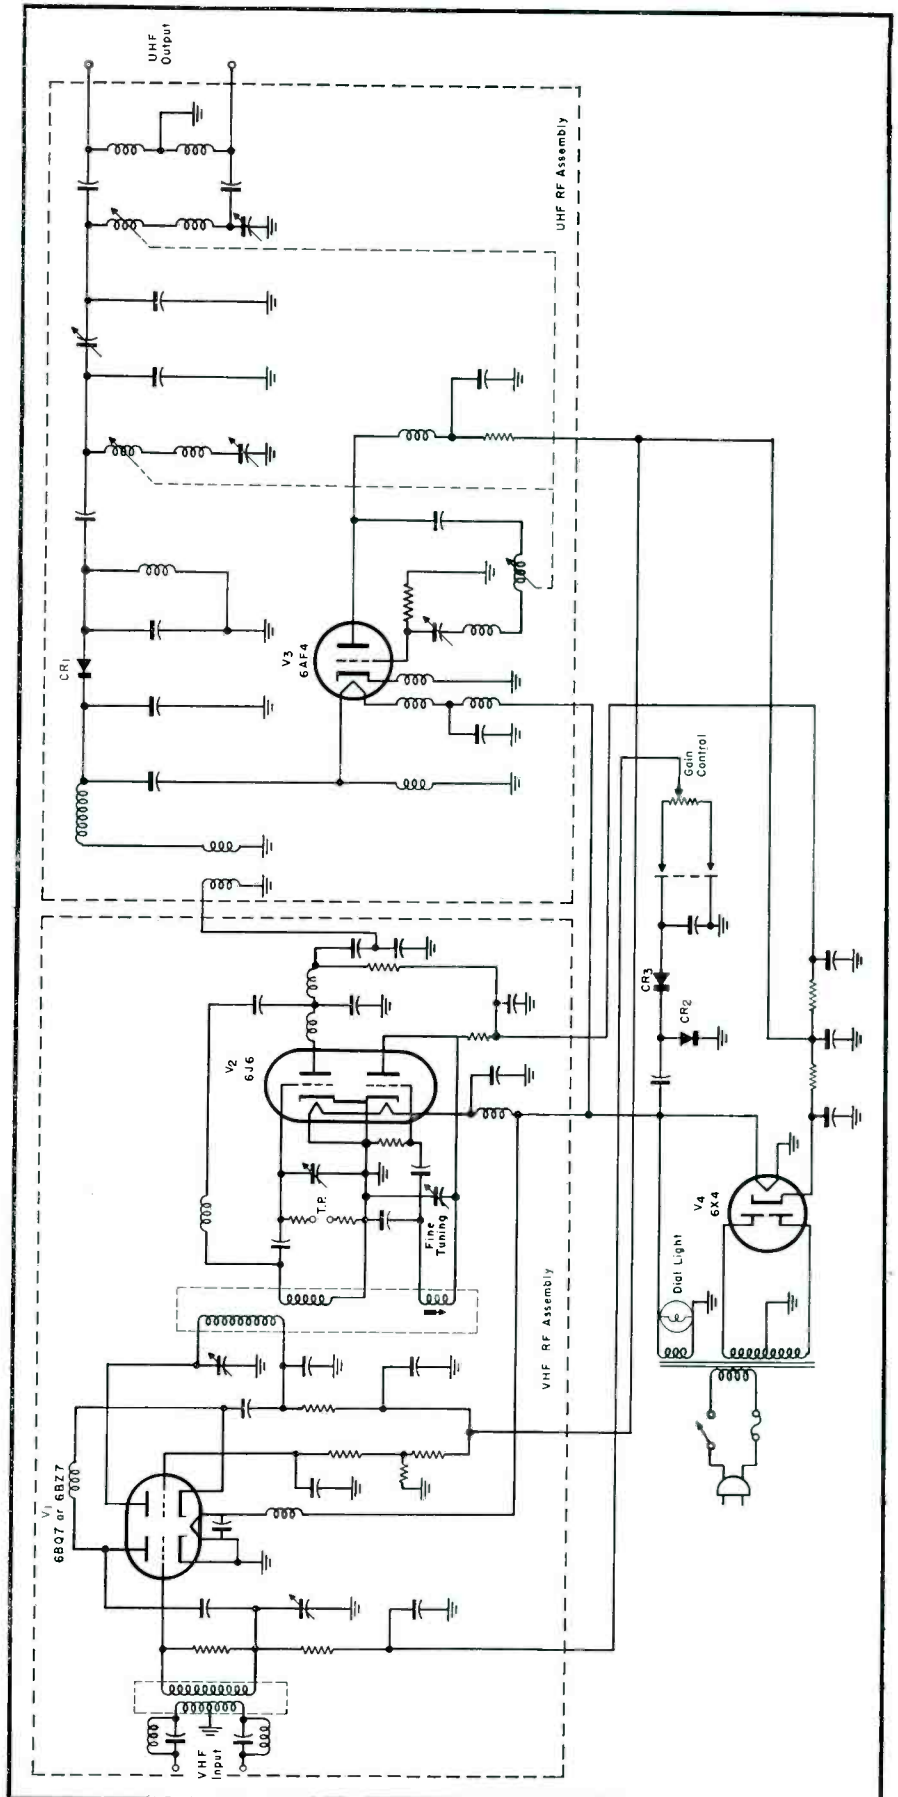 UHF
Output
UHF RF Assembly
CR1
V3
6AF4
Gain
Control
V2
6J6
CR3
CR2
T.P.
Fine
Tuning
V4
6X4
Dial Light
VHF RF Assembly
V1
6BQ7 or 6BZ7
VHF
Input